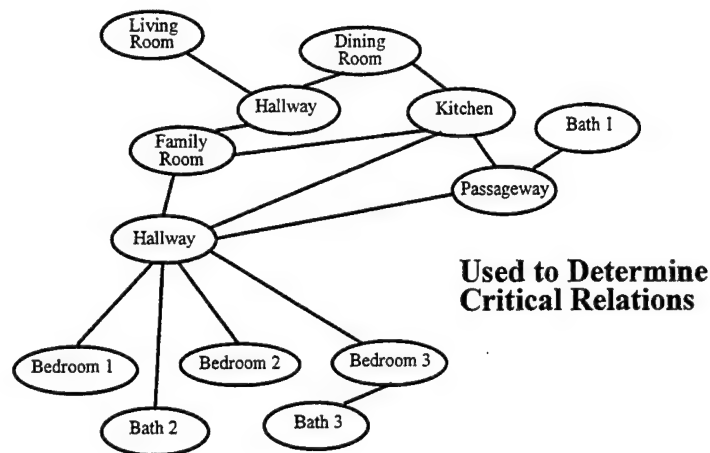 Living
Room
Dining
Room
Hallway
Kitchen
Bath 1
Family
Room
Passageway
Hallway
Used to Determine
Critical Relations
Bedroom 1
Bedroom 2
Bedroom 3
Bath 2
Bath 3